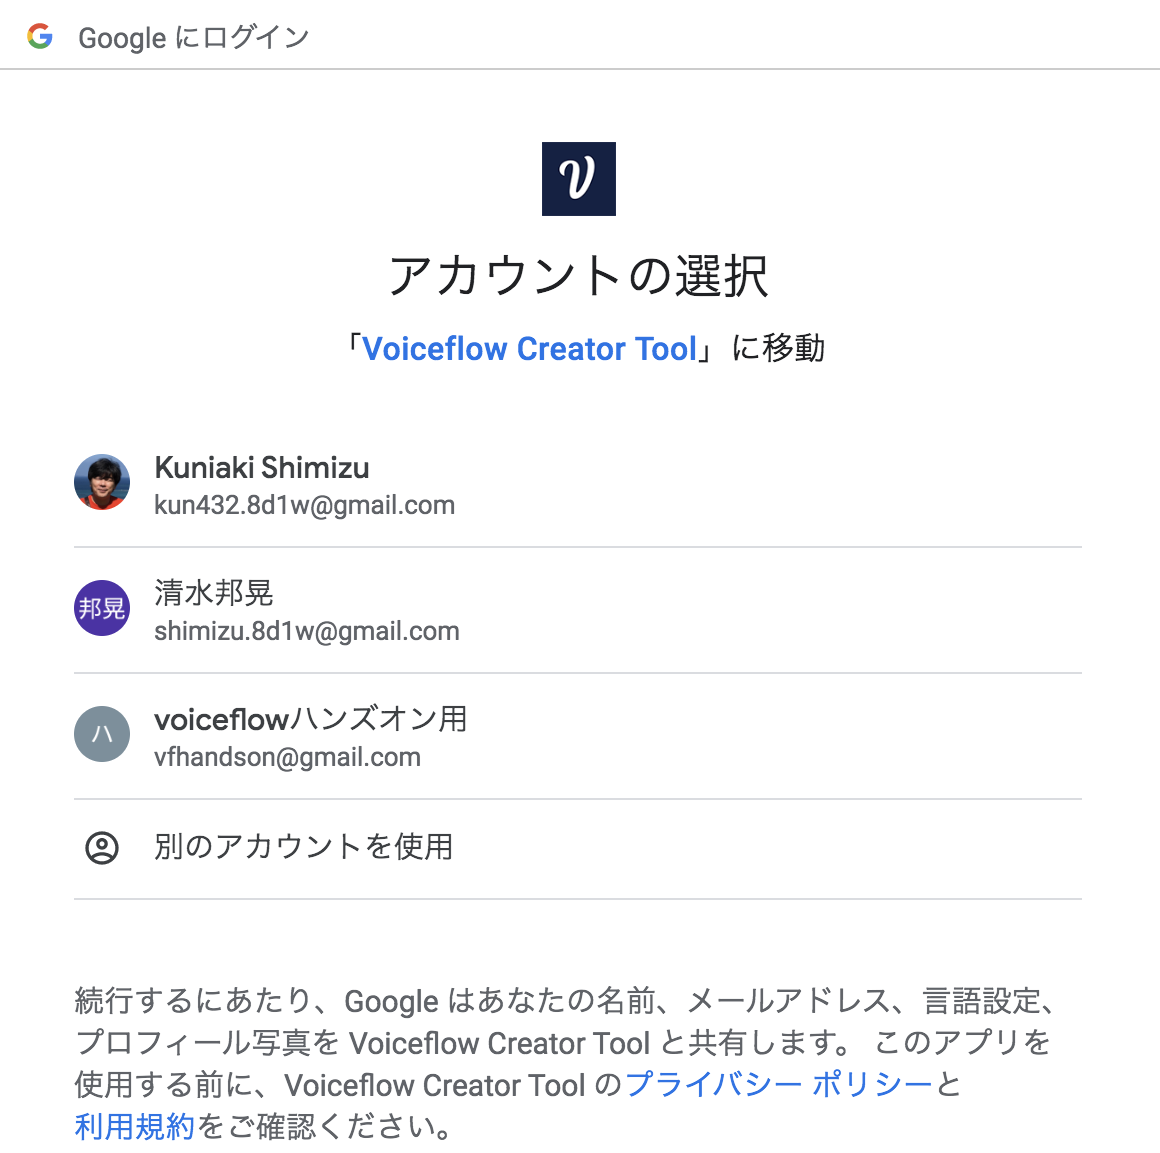 Google にログイン
アカウントの選択
「Voiceflow Creator Tool」に移動
Kuniaki Shimizu
kun432.8d1w@gmail.com
邦晃
清水邦晃
shimizu.8d1w@gmail.com
ハ
voiceflowハンズオン用
vfhandson@gmail.com
別のアカウントを使用
続行するにあたり、Google はあなたの名前、メールアドレス、言語設定、
プロフィール写真を Voiceflow Creator Tool と共有します。 このアプリを
使用する前に、Voiceflow Creator Tool のプライバシー ポリシーと
利用規約をご確認ください。